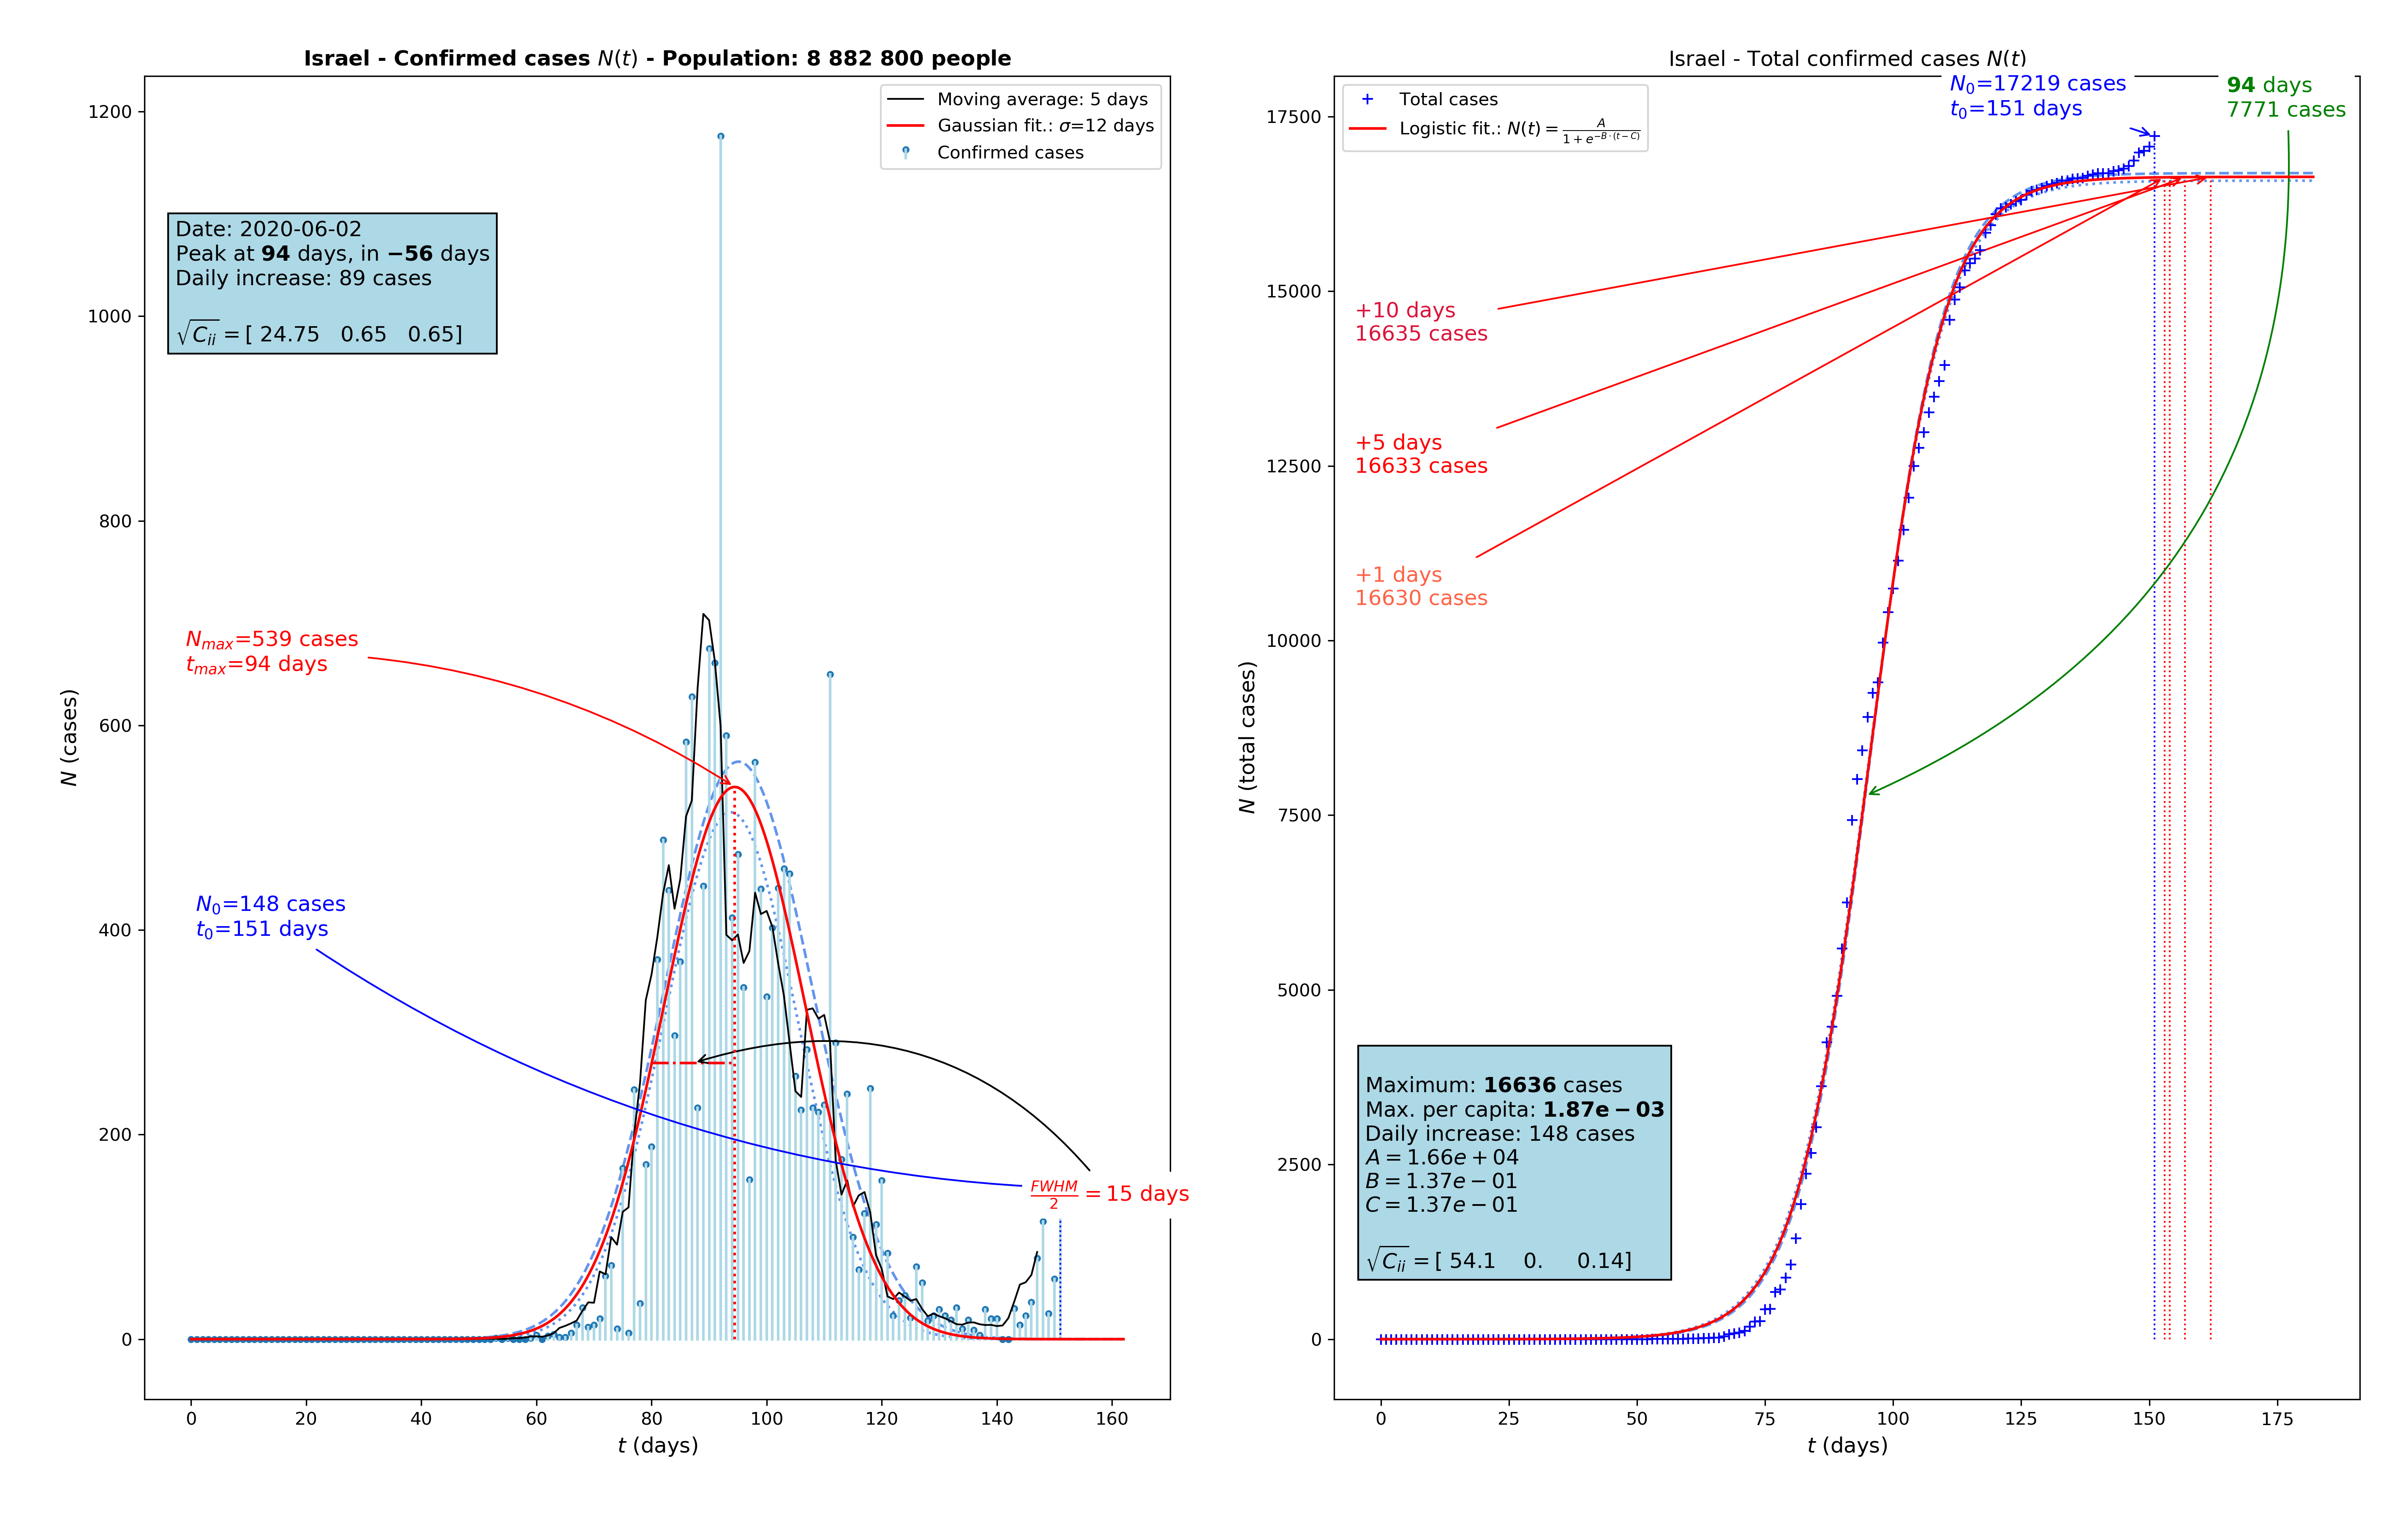 Israel - Confirmed cases N(t) - Population: 8 882 800 people
Moving average: 5 days
Gaussian fit.: σ=12 days
Confirmed cases
Date: 2020-06-02
Peak at 94 days, in −56 days
Daily increase: 89 cases
√C_ii = [ 24.75 0.65 0.65]
N_max=539 cases
t_max=94 days
N_0=148 cases
t_0=151 days
FWHM/2 = 15 days
1200
1000
800
600
400
200
0
N (cases)
0 20 40 60 80 100 120 140 160
t (days)
Israel - Total confirmed cases N(t)
Total cases
Logistic fit.: N(t) = A/(1 + e^{−B·(t−C)})
N_0=17219 cases
t_0=151 days
94 days
7771 cases
+10 days
16635 cases
+5 days
16633 cases
+1 days
16630 cases
Maximum: 16636 cases
Max. per capita: 1.87e − 03
Daily increase: 148 cases
A = 1.66e + 04
B = 1.37e − 01
C = 1.37e − 01
√C_ii = [ 54.1 0. 0.14]
17500
15000
12500
10000
7500
5000
2500
0
N (total cases)
0 25 50 75 100 125 150 175
t (days)